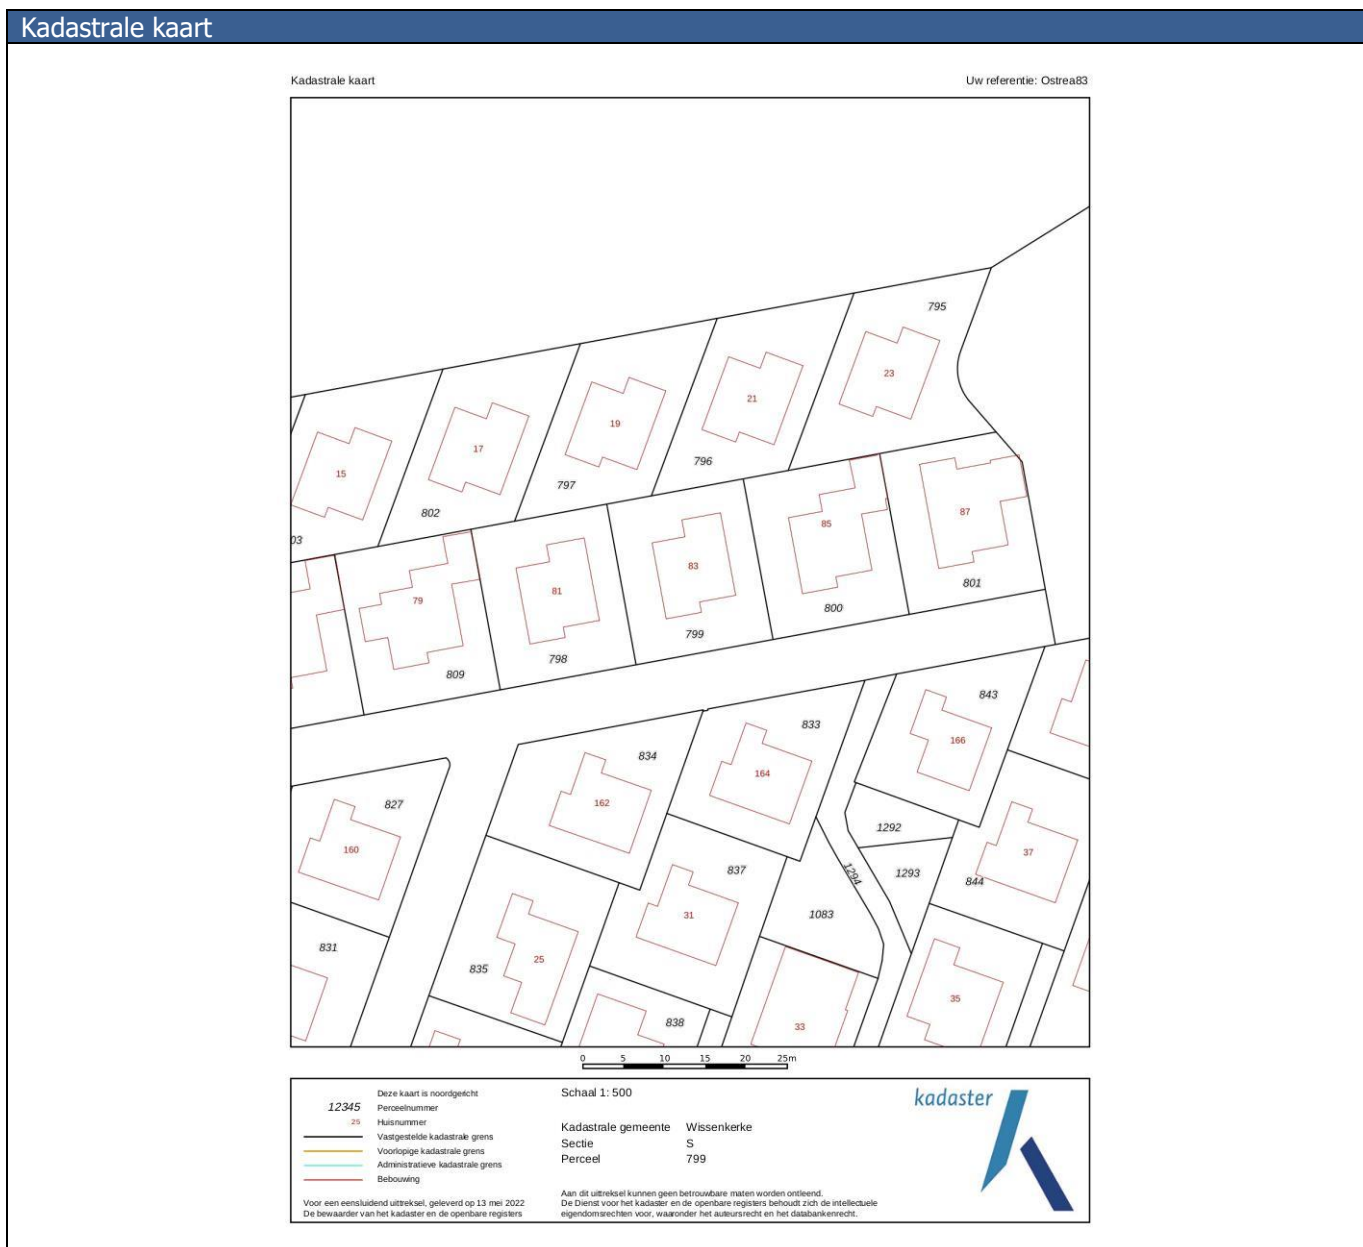 Kadastrale kaart
Kadastrale kaart
Uw referentie: Ostrea83
795
23
21
19
796
17
15
797
802
03
87
85
83
81
79
801
800
799
798
809
843
833
166
834
164
162
827
160
1292
37
1294
1293
837
844
31
1083
831
835
25
35
838
33
0 5 10 15 20 25m
Deze kaart is noordgericht
12345 Perceelnummer
25 Huisnummer
Vastgestelde kadastrale grens
Voorlopige kadastrale grens
Administratieve kadastrale grens
Bebouwing
Voor een eensluidend uittreksel, geleverd op 13 mei 2022
De bewaarder van het kadaster en de openbare registers
Schaal 1: 500
Kadastrale gemeente Wissenkerke
Sectie S
Perceel 799
Aan dit uittreksel kunnen geen betrouwbare maten worden ontleend.
De Dienst voor het kadaster en de openbare registers behoudt zich de intellectuele
eigendomsrechten voor, waaronder het auteursrecht en het databankenrecht.
kadaster